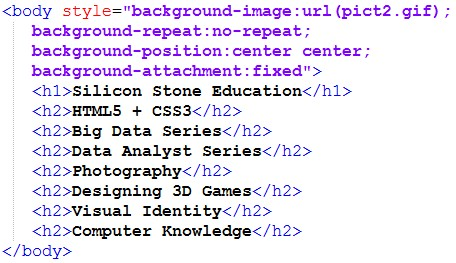 <body style="background-image:url(pict2.gif);
background-repeat:no-repeat;
background-position:center center;
background-attachment:fixed">
<h1>Silicon Stone Education</h1>
<h2>HTML5 + CSS3</h2>
<h2>Big Data Series</h2>
<h2>Data Analyst Series</h2>
<h2>Photography</h2>
<h2>Designing 3D Games</h2>
<h2>Visual Identity</h2>
<h2>Computer Knowledge</h2>
</body>